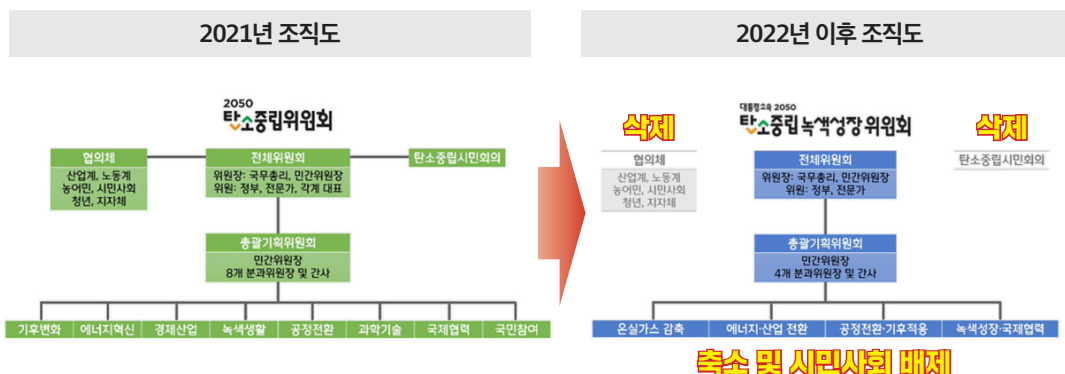 2021년 조직도
2050
탄소중립위원회
협의체
산업계, 노동계
농어민, 시민사회
청년, 지자체
전체위원회
위원장: 국무총리, 민간위원장
위원: 정부, 전문가, 각계 대표
탄소중립시민회의
총괄기획위원회
민간위원장
8개 분과위원장 및 간사
기후변화
에너지혁신
경제산업
녹색생활
공정전환
과학기술
국제협력
국민참여
2022년 이후 조직도
대통령소속 2050
탄소중립녹색성장위원회
삭제
협의체
산업계, 노동계
농어민, 시민사회
청년, 지자체
전체위원회
위원장: 국무총리, 민간위원장
위원: 정부, 전문가
삭제
탄소중립시민회의
총괄기획위원회
민간위원장
4개 분과위원장 및 간사
온실가스 감축
에너지·산업 전환
공정전환·기후적응
녹색성장·국제협력
축소 및 시민사회 배제